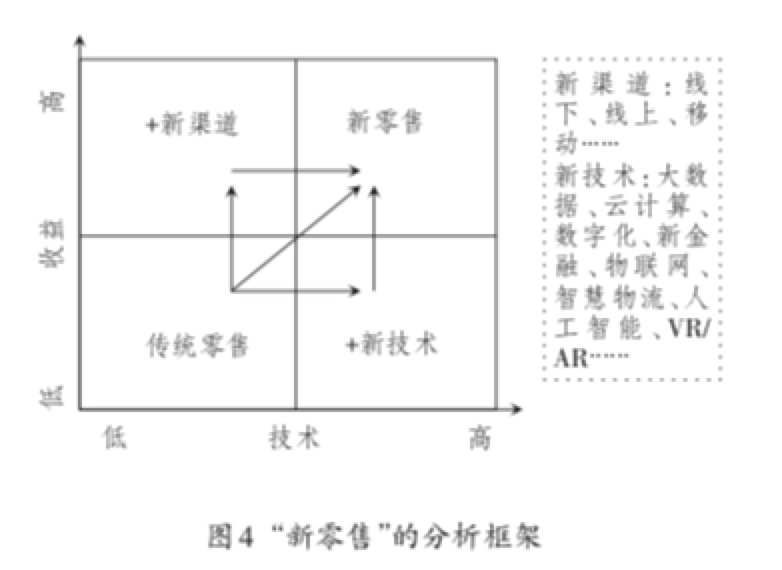 高
收益
低
+新渠道
新零售
传统零售
+新技术
低
技术
高
新渠道：线
下、线上、移
动……
新技术：大数
据、云计算、
数字化、新金
融、物联网、
智慧物流、人
工智能、VR/
AR……
图4 “新零售”的分析框架